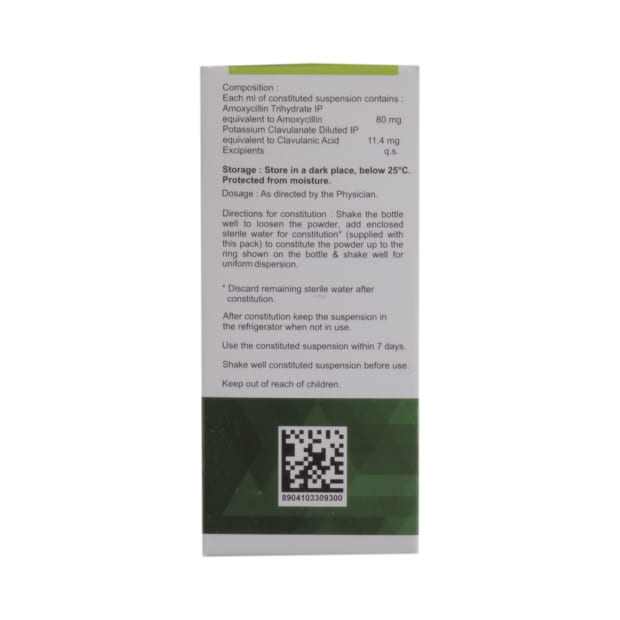 Composition :
Each ml of constituted suspension contains :
Amoxycillin Trihydrate IP
equivalent to Amoxycillin 80 mg
Potassium Clavulanate Diluted IP
equivalent to Clavulanic Acid 11.4 mg
Excipients q.s.
Storage : Store in a dark place, below 25°C.
Protected from moisture.
Dosage : As directed by the Physician.
Directions for constitution : Shake the bottle
well to loosen the powder, add enclosed
sterile water for constitution* (supplied with
this pack) to constitute the powder up to the
ring shown on the bottle & shake well for
uniform dispersion.
* Discard remaining sterile water after
constitution.
After constitution keep the suspension in
the refrigerator when not in use.
Use the constituted suspension within 7 days.
Shake well constituted suspension before use.
Keep out of reach of children.
8904103309300